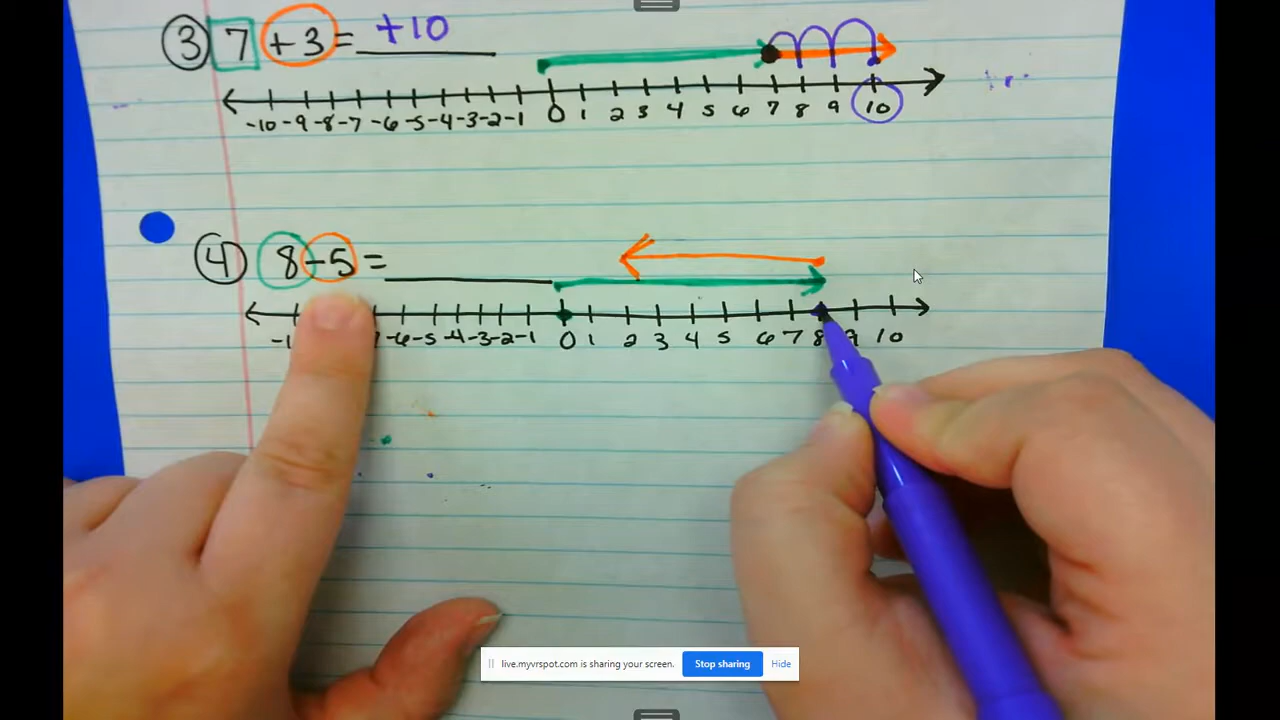 3 7 + 3 = +10
-10 -9 -8 -7 -6 -5 -4 -3 -2 -1 0 1 2 3 4 5 6 7 8 9 10
4 8 - 5 =
-6 -5 -4 -3 -2 -1 0 1 2 3 4 5 6 7 8 9 10
live.myvrspot.com is sharing your screen. Stop sharing Hide